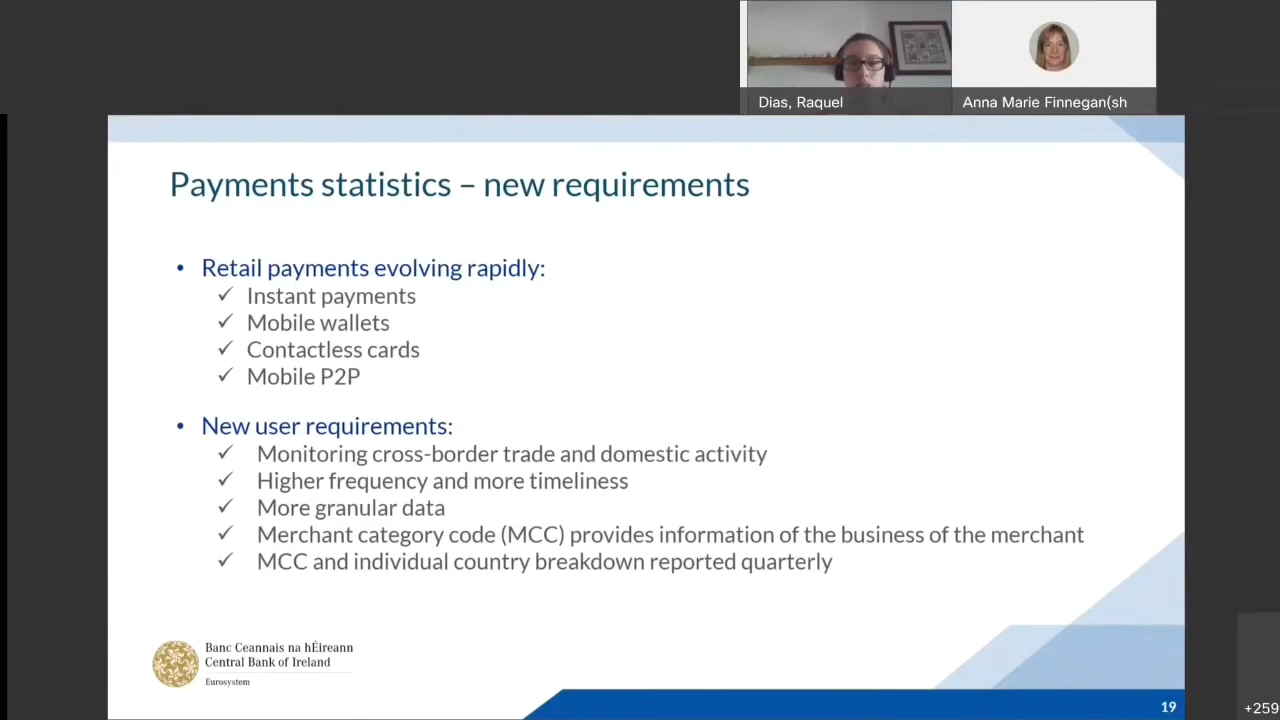 Dias, Raquel
Anna Marie Finnegan(sh
Payments statistics – new requirements
• Retail payments evolving rapidly:
✓ Instant payments
✓ Mobile wallets
✓ Contactless cards
✓ Mobile P2P
• New user requirements:
✓ Monitoring cross-border trade and domestic activity
✓ Higher frequency and more timeliness
✓ More granular data
✓ Merchant category code (MCC) provides information of the business of the merchant
✓ MCC and individual country breakdown reported quarterly
Banc Ceannais na hÉireann
Central Bank of Ireland
Eurosystem
19
+259